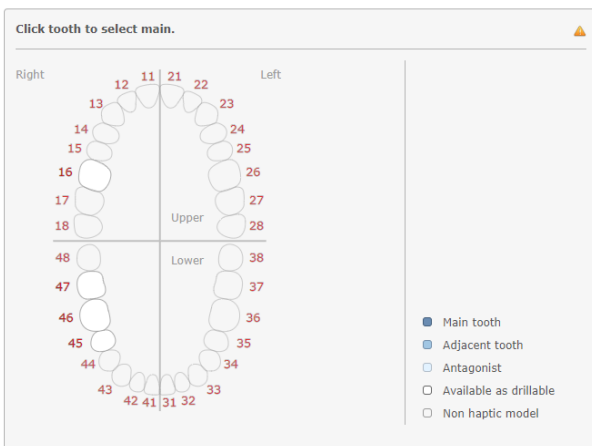 Click tooth to select main.
Right
Left
11 21
12 22
13 23
14 24
15 25
16 26
17 27
Upper
18 28
Lower
48 38
47 37
46 36
45 35
44 34
43 33
42 41 31 32
Main tooth
Adjacent tooth
Antagonist
Available as drillable
Non haptic model